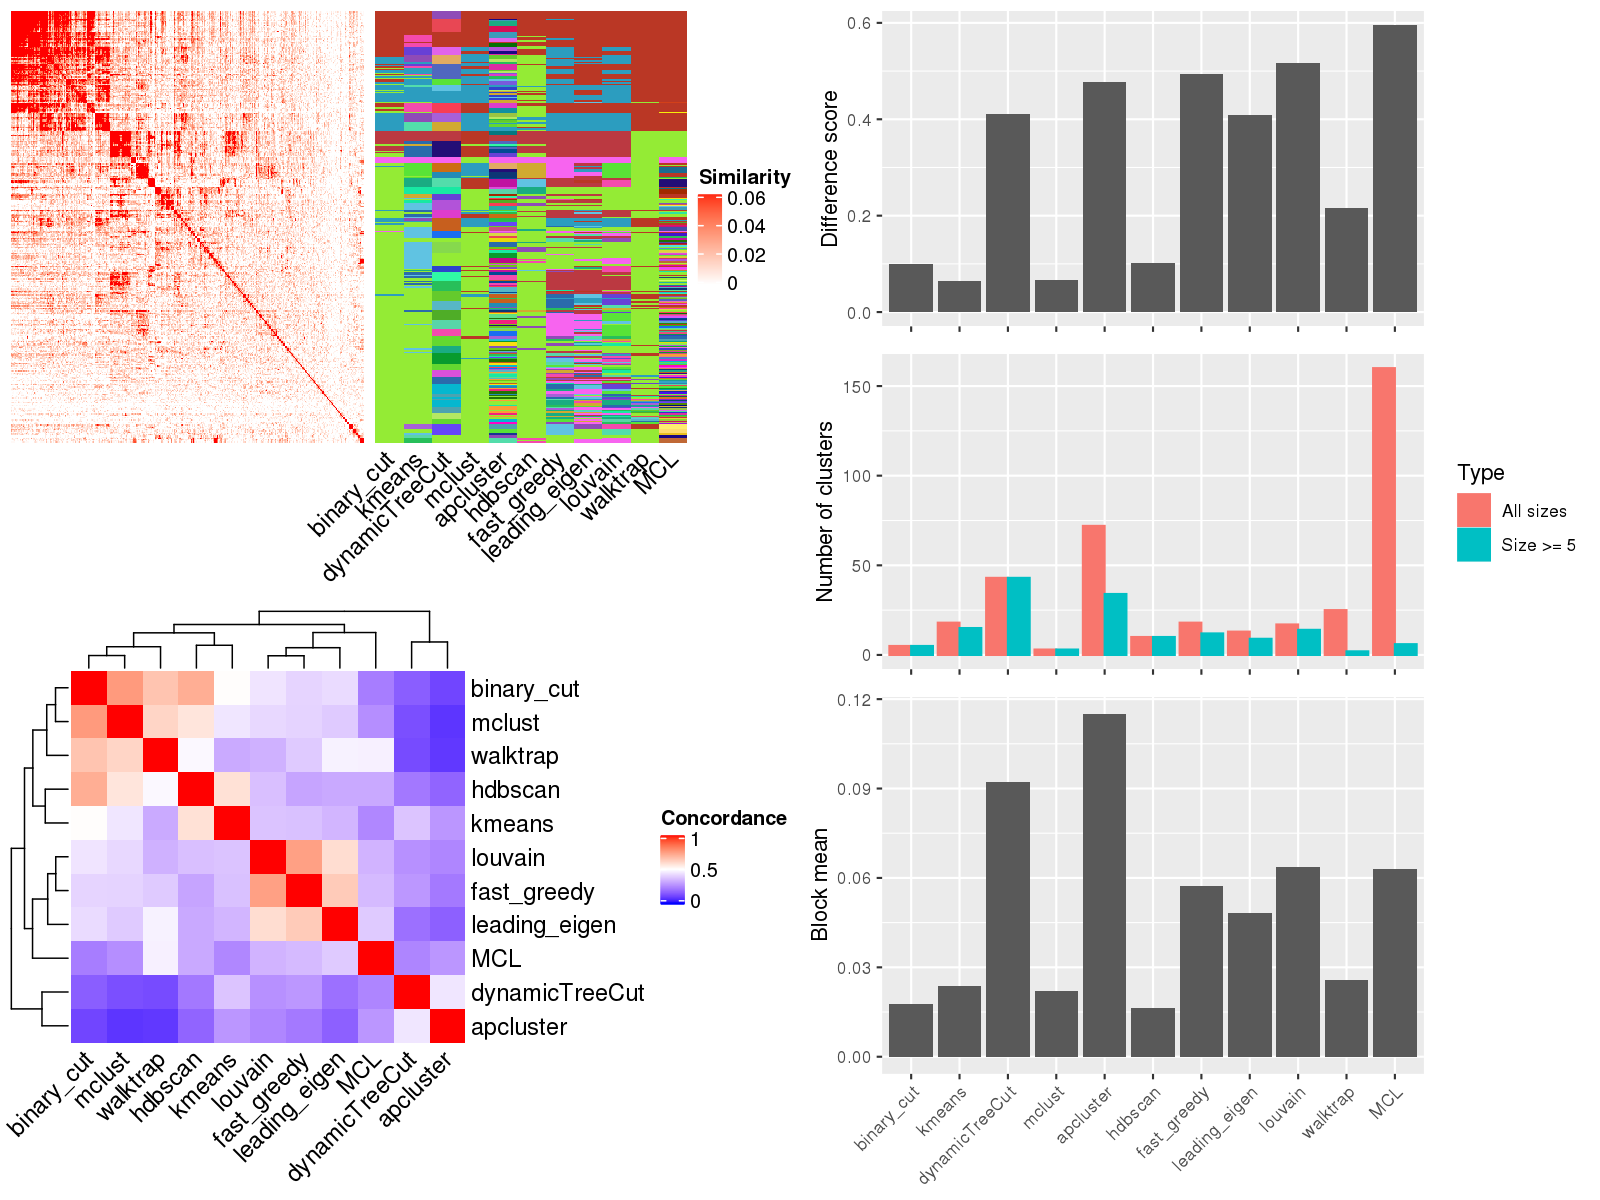 Similarity
0.06
0.04
0.02
0
binary_cut
kmeans
dynamicTreeCut
mclust
apcluster
hdbscan
fast_greedy
leading_eigen
louvain
walktrap
MCL
binary_cut
mclust
walktrap
hdbscan
kmeans
louvain
fast_greedy
leading_eigen
MCL
dynamicTreeCut
apcluster
Concordance
1
0.5
0
binary_cut
mclust
walktrap
hdbscan
kmeans
louvain
fast_greedy
leading_eigen
MCL
dynamicTreeCut
apcluster
Difference score
0.6
0.4
0.2
0.0
Number of clusters
150
100
50
0
Type
All sizes
Size >= 5
Block mean
0.12
0.09
0.06
0.03
0.00
binary_cut
kmeans
dynamicTreeCut
mclust
apcluster
hdbscan
fast_greedy
leading_eigen
louvain
walktrap
MCL